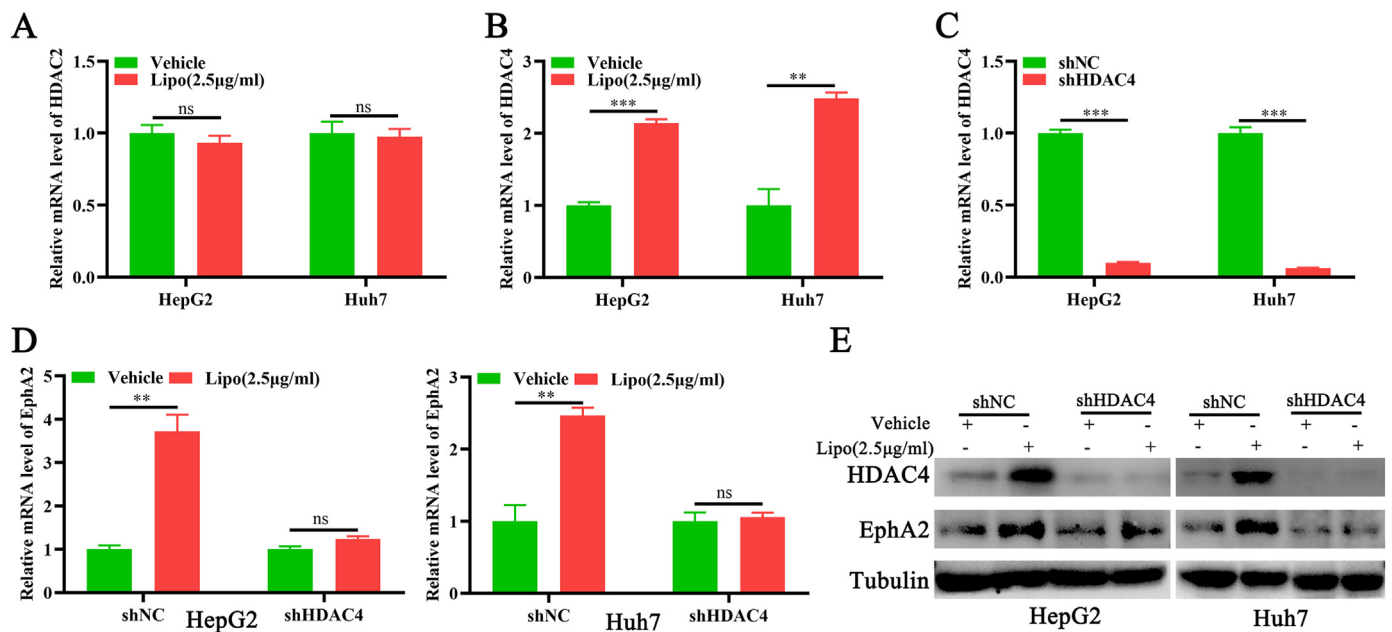 A
Relative mRNA level of HDAC2
1.5
1.0
0.5
0.0
Vehicle
Lipo(2.5μg/ml)
ns
ns
HepG2
Huh7
B
Relative mRNA level of HDAC4
3
2
1
0
Vehicle
Lipo(2.5μg/ml)
***
**
HepG2
Huh7
C
Relative mRNA level of HDAC4
1.5
1.0
0.5
0.0
shNC
shHDAC4
***
***
HepG2
Huh7
D
Relative mRNA level of EphA2
5
4
3
2
1
0
Vehicle
Lipo(2.5μg/ml)
**
ns
shNC
HepG2
shHDAC4
Relative mRNA level of EphA2
3
2
1
0
Vehicle
Lipo(2.5μg/ml)
**
ns
shNC
Huh7
shHDAC4
E
shNC shHDAC4 shNC shHDAC4
Vehicle + - + - + - + -
Lipo(2.5μg/ml) - + - + - + - +
HDAC4
EphA2
Tubulin
HepG2 Huh7